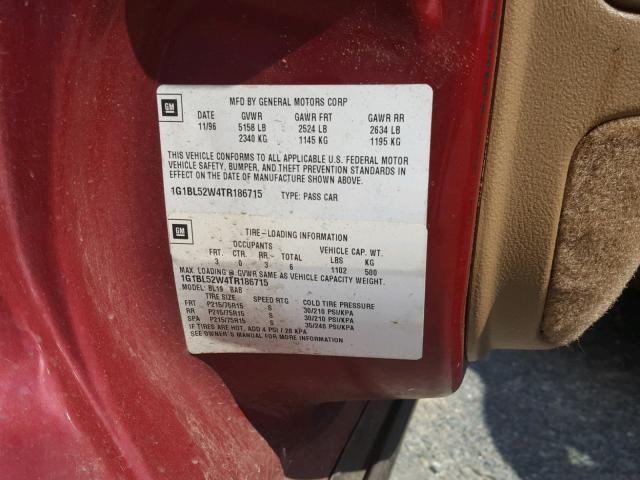 GM
MFD BY GENERAL MOTORS CORP
DATE GVWR GAWR FRT GAWR RR
11/96 5158 LB 2524 LB 2634 LB
2340 KG 1145 KG 1195 KG
THIS VEHICLE CONFORMS TO ALL APPLICABLE U.S. FEDERAL MOTOR
VEHICLE SAFETY, BUMPER, AND THEFT PREVENTION STANDARDS IN
EFFECT ON THE DATE OF MANUFACTURE SHOWN ABOVE.
1G1BL52W4TR186715 TYPE: PASS CAR
GM
TIRE-LOADING INFORMATION
OCCUPANTS VEHICLE CAP. WT.
FRT. CTR. RR. TOTAL LBS KG
3 0 3 6 1102 500
MAX. LOADING @ GVWR SAME AS VEHICLE CAPACITY WEIGHT.
1G1BL52W4TR186715
MODEL: BL19 BAB
TIRE SIZE SPEED RTG COLD TIRE PRESSURE
FRT P215/75R15 S 30/210 PSI/KPA
RR P215/75R15 S 30/210 PSI/KPA
SPA P215/75R15 S 35/240 PSI/KPA
IF TIRES ARE HOT, ADD 4 PSI / 28 KPA
SEE OWNER'S MANUAL FOR MORE INFORMATION